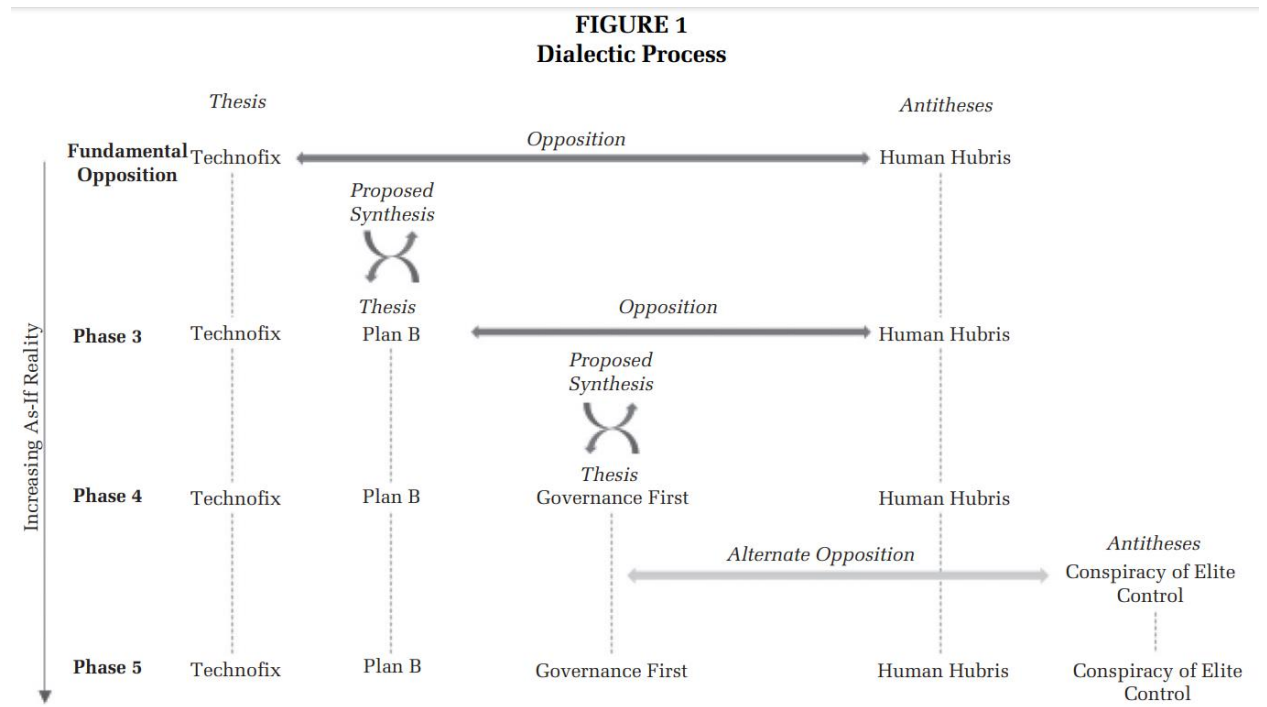 FIGURE 1
Dialectic Process
Thesis
Antitheses
Fundamental
Opposition
Technofix
Opposition
Human Hubris
Proposed
Synthesis
Thesis
Opposition
Phase 3
Technofix
Plan B
Human Hubris
Proposed
Synthesis
Thesis
Phase 4
Technofix
Plan B
Governance First
Human Hubris
Alternate Opposition
Antitheses
Conspiracy of Elite
Control
Phase 5
Technofix
Plan B
Governance First
Human Hubris
Conspiracy of Elite
Control
Increasing As-If Reality